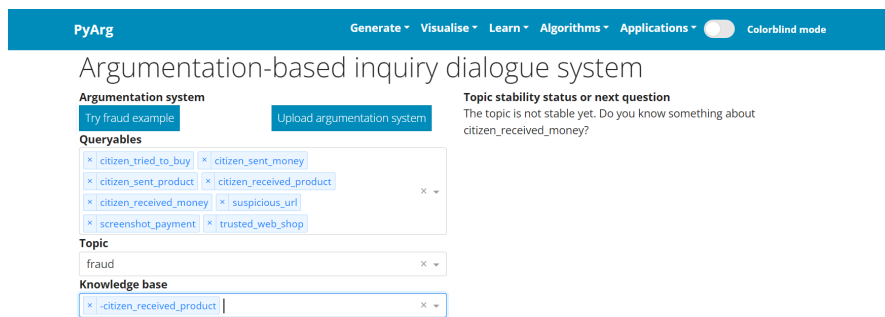 PyArg Generate Visualise Learn Algorithms Applications Colorblind mode
Argumentation-based inquiry dialogue system
Argumentation system
Try fraud example Upload argumentation system
Queryables
× citizen_tried_to_buy × citizen_sent_money
× citizen_sent_product × citizen_received_product
× citizen_received_money × suspicious_url
× screenshot_payment × trusted_web_shop
Topic
fraud
Knowledge base
× -citizen_received_product
Topic stability status or next question
The topic is not stable yet. Do you know something about
citizen_received_money?